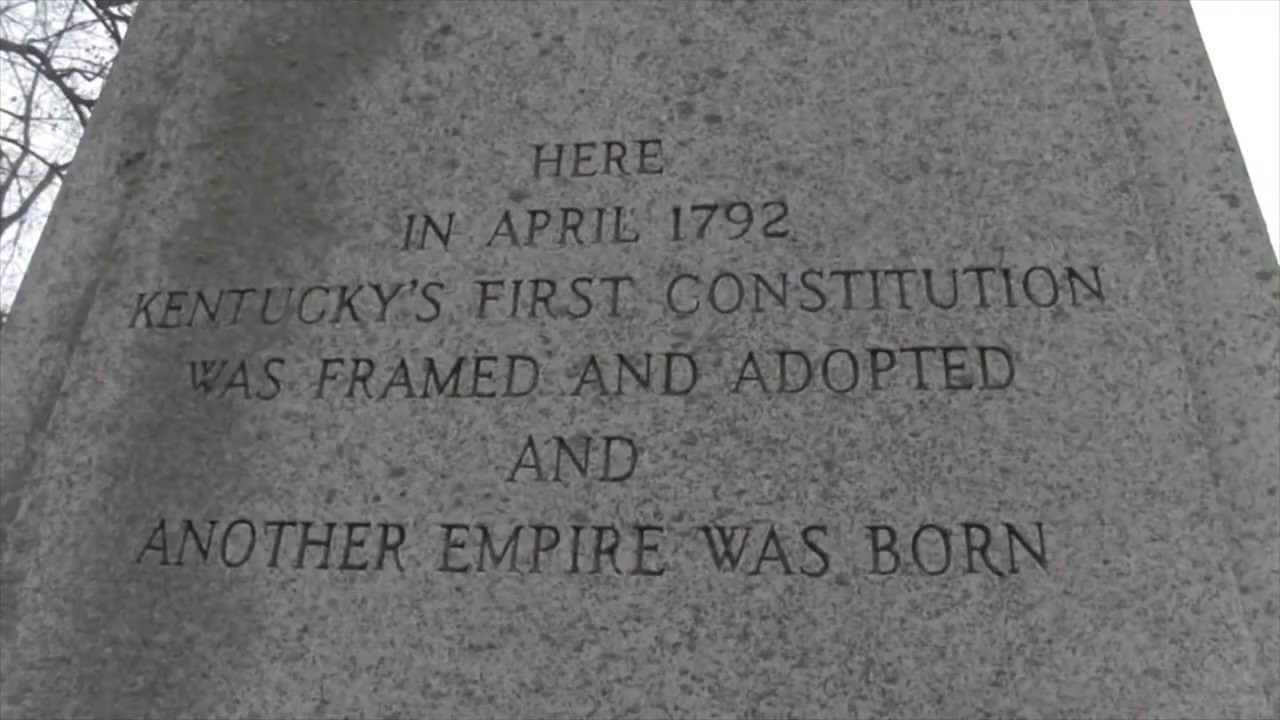 HERE
IN APRIL 1792
KENTUCKY'S FIRST CONSTITUTION
WAS FRAMED AND ADOPTED
AND
ANOTHER EMPIRE WAS BORN